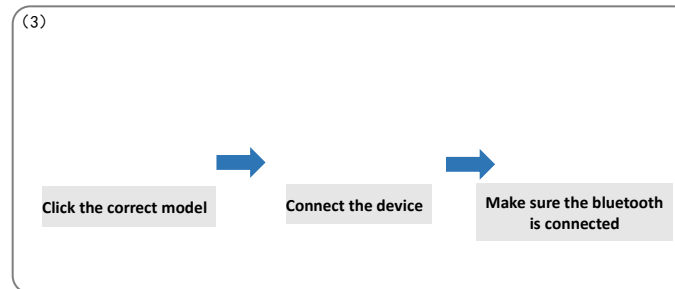 （3）
Click the correct model
Connect the device
Make sure the bluetooth
is connected